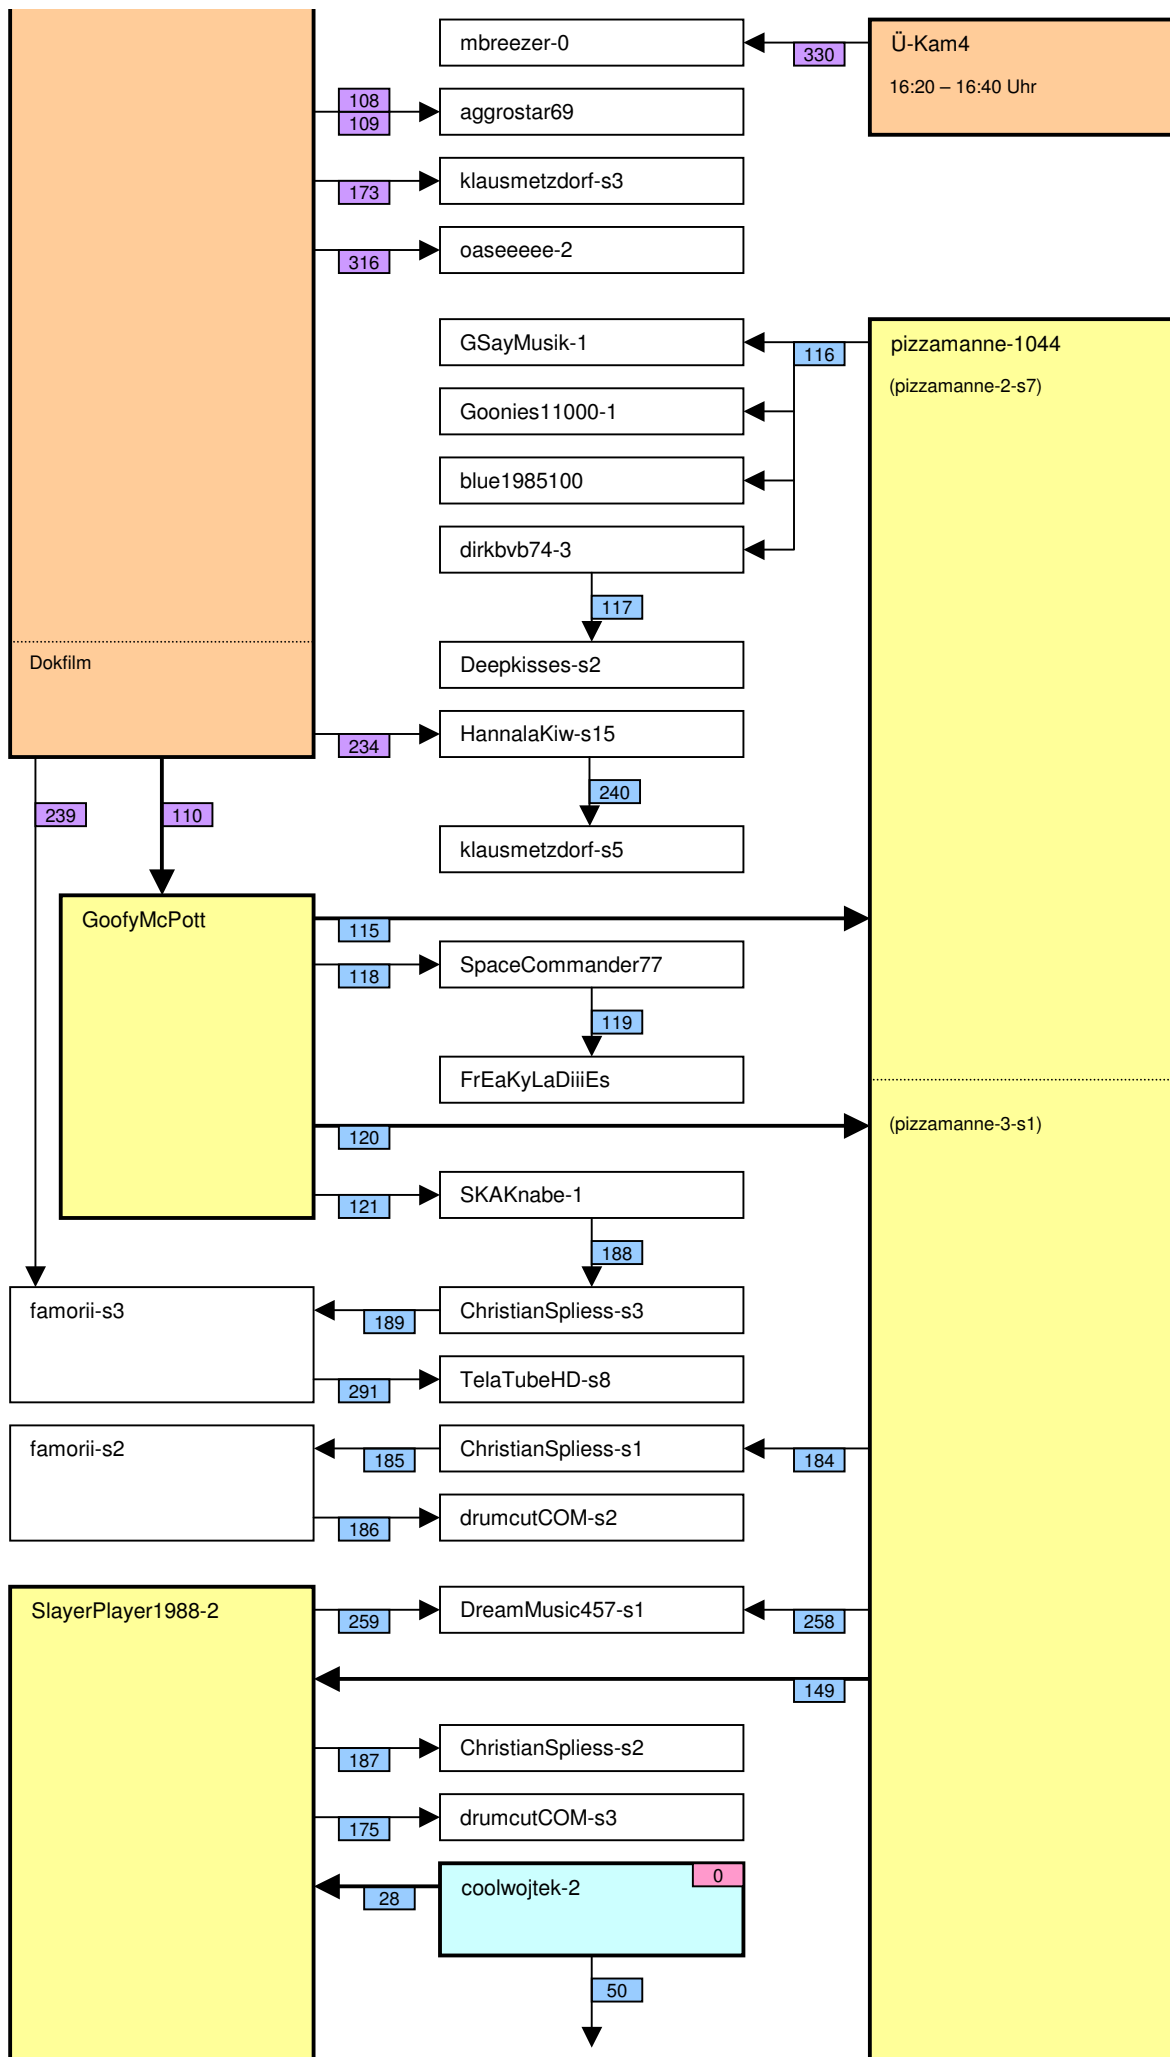 mbreezer-0
330
Ü-Kam4
16:20 – 16:40 Uhr
108
109
aggrostar69
173
klausmetzdorf-s3
316
oaseeeee-2
GSayMusik-1
116
pizzamanne-1044
(pizzamanne-2-s7)
Goonies11000-1
blue1985100
dirkbvb74-3
117
Deepkisses-s2
Dokfilm
234
HannalaKiw-s15
240
239
110
klausmetzdorf-s5
GoofyMcPott
115
118
SpaceCommander77
119
FrEaKyLaDiiiEs
120
(pizzamanne-3-s1)
121
SKAKnabe-1
188
famorii-s3
189
ChristianSpliess-s3
291
TelaTubeHD-s8
famorii-s2
185
ChristianSpliess-s1
184
186
drumcutCOM-s2
SlayerPlayer1988-2
259
DreamMusic457-s1
258
149
187
ChristianSpliess-s2
175
drumcutCOM-s3
28
coolwojtek-2
0
50